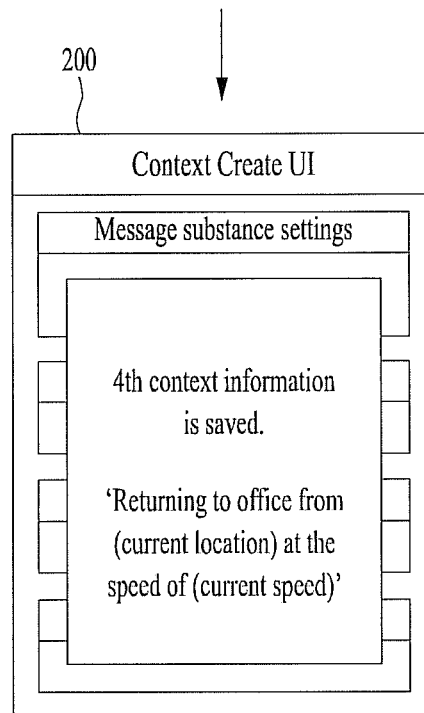 200
Context Create UI
Message substance settings
4th context information
is saved.
‘Returning to office from
(current location) at the
speed of (current speed)’